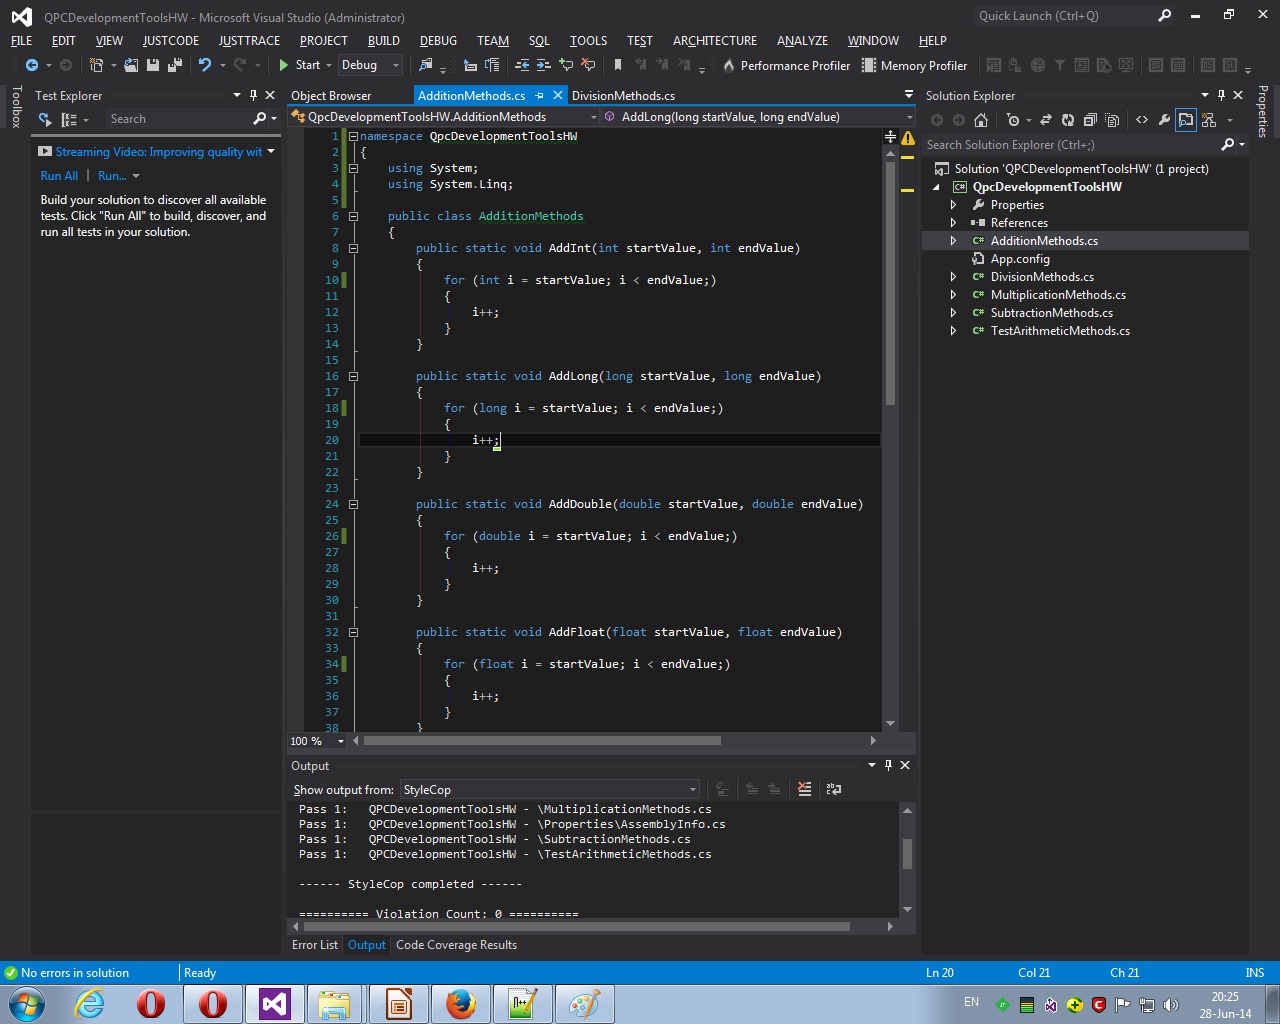 QPCDevelopmentToolsHW - Microsoft Visual Studio (Administrator)
Quick Launch (Ctrl+Q)
FILE EDIT VIEW JUSTCODE JUSTTRACE PROJECT BUILD DEBUG TEAM SQL TOOLS TEST ARCHITECTURE ANALYZE WINDOW HELP
Start Debug Performance Profiler Memory Profiler
Toolbox
Test Explorer
Search
Streaming Video: Improving quality wit
Run All | Run...
Build your solution to discover all available
tests. Click "Run All" to build, discover, and
run all tests in your solution.
Object Browser AdditionMethods.cs DivisionMethods.cs
QpcDevelopmentToolsHW.AdditionMethods AddLong(long startValue, long endValue)
1 namespace QpcDevelopmentToolsHW
2 {
3 using System;
4 using System.Linq;
5
6 public class AdditionMethods
7 {
8 public static void AddInt(int startValue, int endValue)
9 {
10 for (int i = startValue; i < endValue;)
11 {
12 i++;
13 }
14 }
15
16 public static void AddLong(long startValue, long endValue)
17 {
18 for (long i = startValue; i < endValue;)
19 {
20 i++;
21 }
22 }
23
24 public static void AddDouble(double startValue, double endValue)
25 {
26 for (double i = startValue; i < endValue;)
27 {
28 i++;
29 }
30 }
31
32 public static void AddFloat(float startValue, float endValue)
33 {
34 for (float i = startValue; i < endValue;)
35 {
36 i++;
37 }
38 }
100 %
Output
Show output from: StyleCop
Pass 1: QPCDevelopmentToolsHW - \MultiplicationMethods.cs
Pass 1: QPCDevelopmentToolsHW - \Properties\AssemblyInfo.cs
Pass 1: QPCDevelopmentToolsHW - \SubtractionMethods.cs
Pass 1: QPCDevelopmentToolsHW - \TestArithmeticMethods.cs
------ StyleCop completed ------
========== Violation Count: 0 ==========
Error List Output Code Coverage Results
Solution Explorer
Search Solution Explorer (Ctrl+;)
Solution 'QPCDevelopmentToolsHW' (1 project)
C# QpcDevelopmentToolsHW
Properties
References
C# AdditionMethods.cs
App.config
C# DivisionMethods.cs
C# MultiplicationMethods.cs
C# SubtractionMethods.cs
C# TestArithmeticMethods.cs
Properties
No errors in solution | Ready Ln 20 Col 21 Ch 21 INS
EN
20:25
28-Jun-14